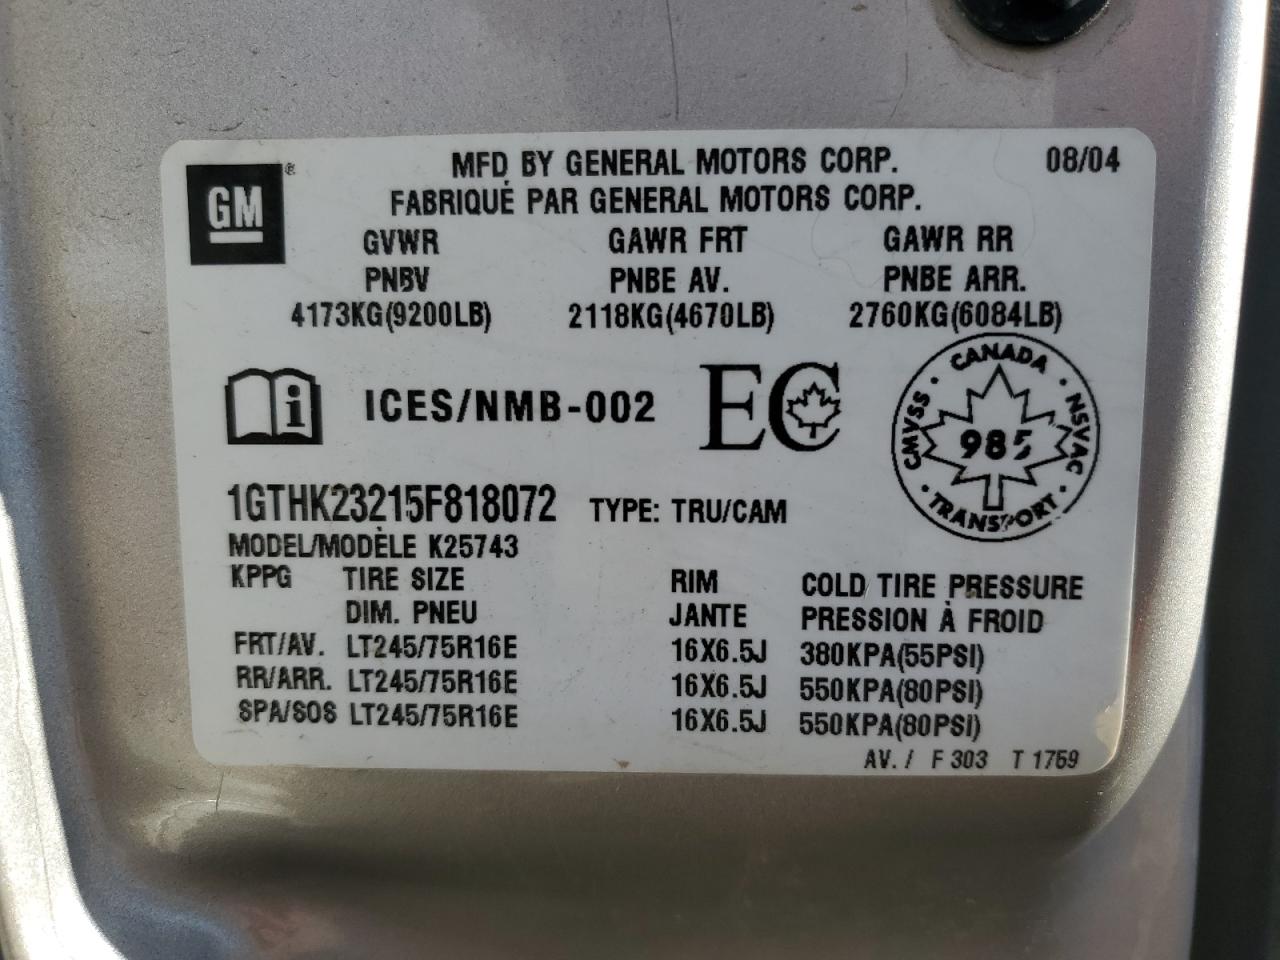 MFD BY GENERAL MOTORS CORP. 08/04
FABRIQUÉ PAR GENERAL MOTORS CORP.
GM ®
GVWR GAWR FRT GAWR RR
PNBV PNBE AV. PNBE ARR.
4173KG(9200LB) 2118KG(4670LB) 2760KG(6084LB)
i ICES/NMB-002 EC
CANADA
CMVSS · 985 · NSVAC
TRANSPORT
1GTHK23215F818072 TYPE: TRU/CAM
MODEL/MODÈLE K25743
KPPG TIRE SIZE RIM COLD TIRE PRESSURE
DIM. PNEU JANTE PRESSION À FROID
FRT/AV. LT245/75R16E 16X6.5J 380KPA(55PSI)
RR/ARR. LT245/75R16E 16X6.5J 550KPA(80PSI)
SPA/SOS LT245/75R16E 16X6.5J 550KPA(80PSI)
AV. / F 303 T 1759